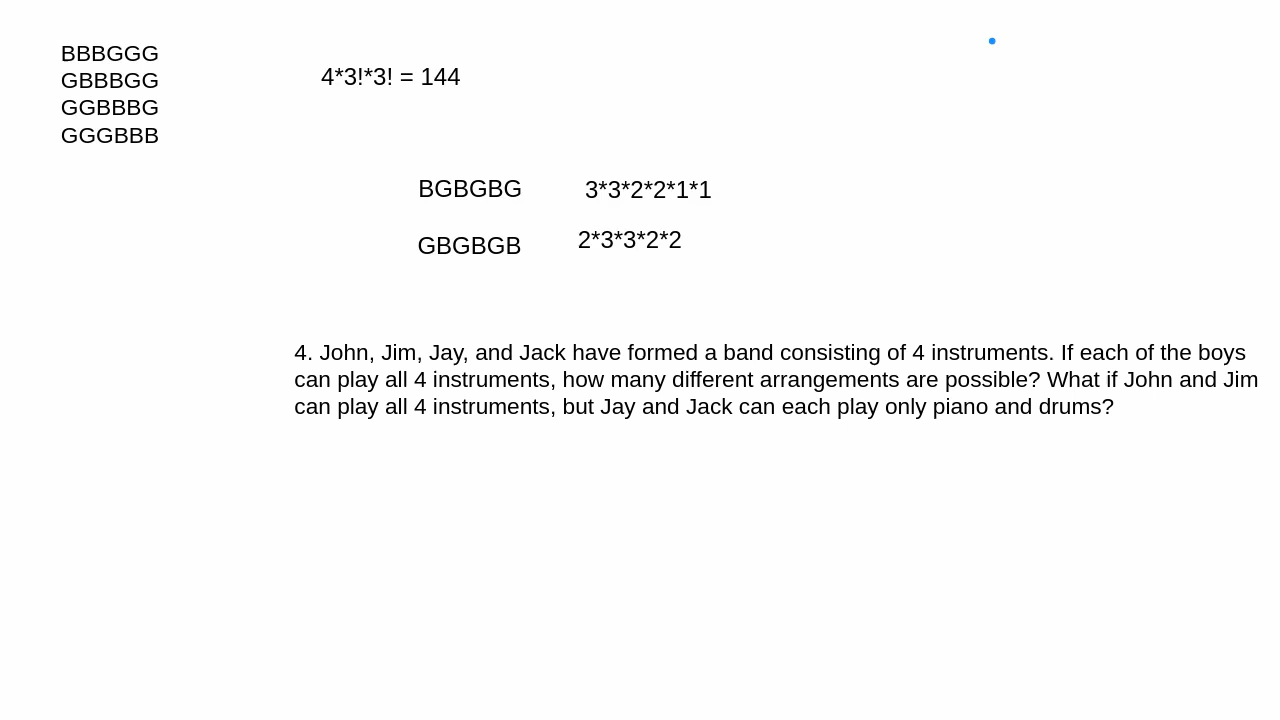 BBBGGG
GBBBGG
GGBBBG
GGGBBB
4*3!*3! = 144
BGBGBG
3*3*2*2*1*1
GBGBGB
2*3*3*2*2
4. John, Jim, Jay, and Jack have formed a band consisting of 4 instruments. If each of the boys
can play all 4 instruments, how many different arrangements are possible? What if John and Jim
can play all 4 instruments, but Jay and Jack can each play only piano and drums?